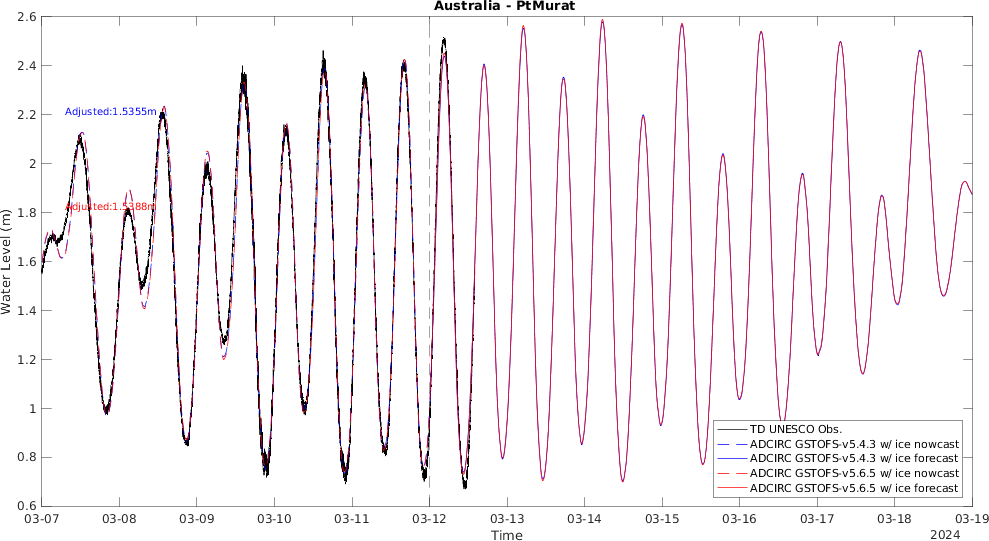 Australia - PtMurat
2.6
2.4
2.2
2
1.8
1.6
1.4
1.2
1
0.8
0.6
Water Level (m)
Adjusted:1.5355m
Adjusted:1.5388m
TD UNESCO Obs.
ADCIRC GSTOFS-v5.4.3 w/ ice nowcast
ADCIRC GSTOFS-v5.4.3 w/ ice forecast
ADCIRC GSTOFS-v5.6.5 w/ ice nowcast
ADCIRC GSTOFS-v5.6.5 w/ ice forecast
03-07 03-08 03-09 03-10 03-11 03-12 03-13 03-14 03-15 03-16 03-17 03-18 03-19
Time
2024